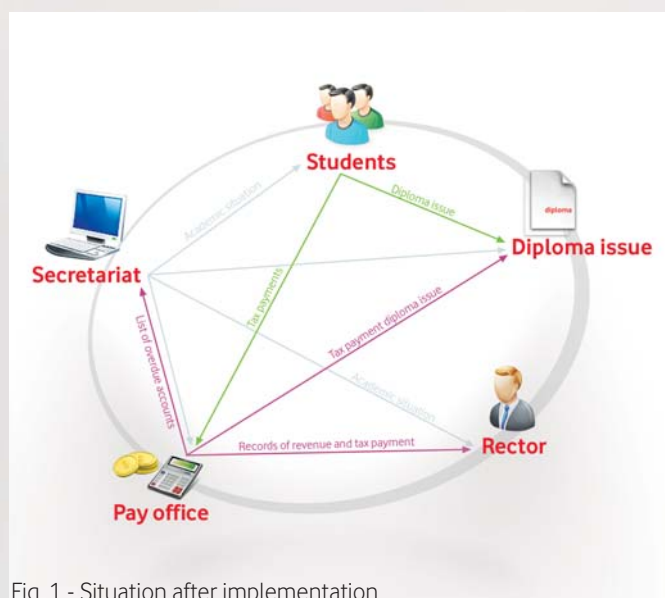 Students
diploma
Diploma issue
Academic situation
Diploma issue
Secretariat
Tax payments
List of overdue
accounts
Tax payment diploma issue
Academic situation
Records of revenue and tax payment
Rector
Pay office
Fig. 1 - Situation after implementation